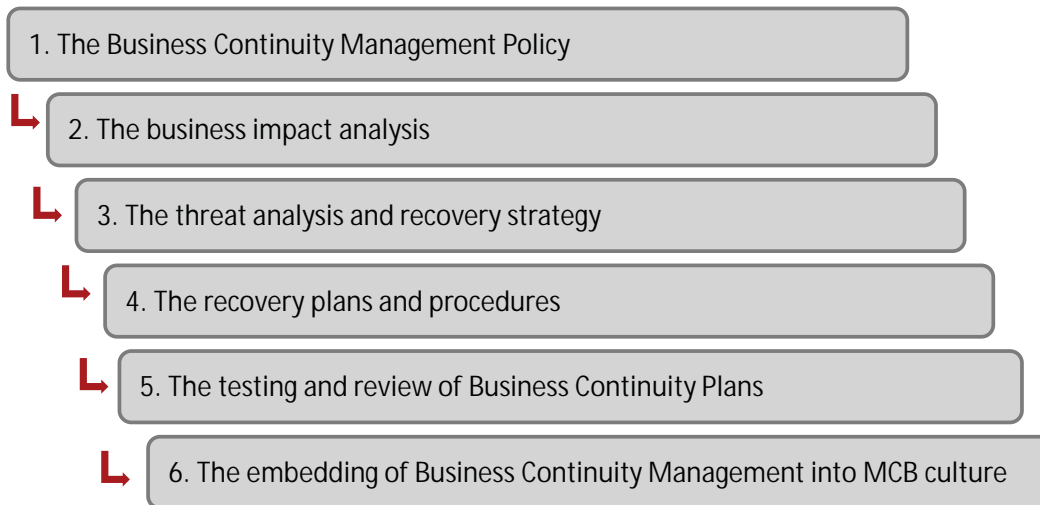 1. The Business Continuity Management Policy
2. The business impact analysis
3. The threat analysis and recovery strategy
4. The recovery plans and procedures
5. The testing and review of Business Continuity Plans
6. The embedding of Business Continuity Management into MCB culture